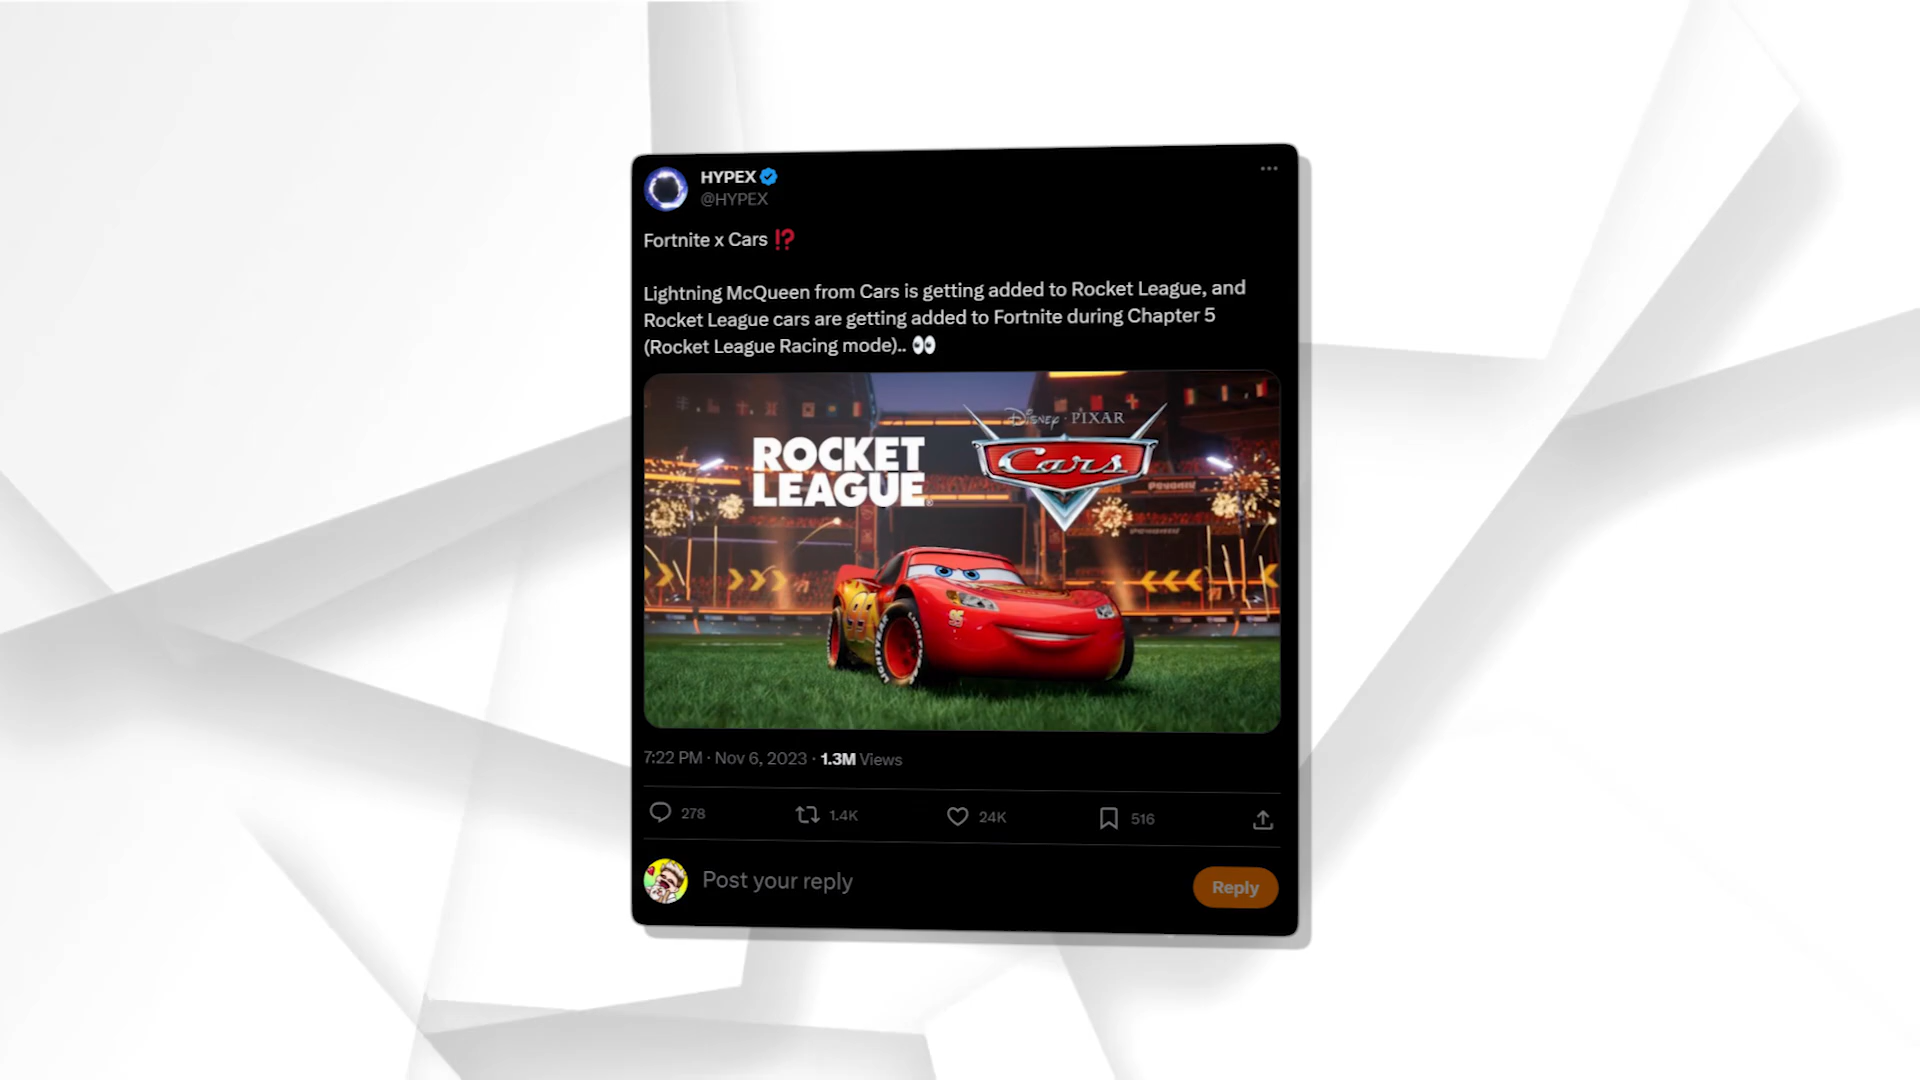 HYPEX
@HYPEX
Fortnite x Cars ⁉️
Lightning McQueen from Cars is getting added to Rocket League, and
Rocket League cars are getting added to Fortnite during Chapter 5
(Rocket League Racing mode).. 👀
DISNEY · PIXAR
ROCKET
LEAGUE
Cars
95
LIGHTYEAR
7:22 PM · Nov 6, 2023 · 1.3M Views
278 1.4K 24K 516
Post your reply
Reply